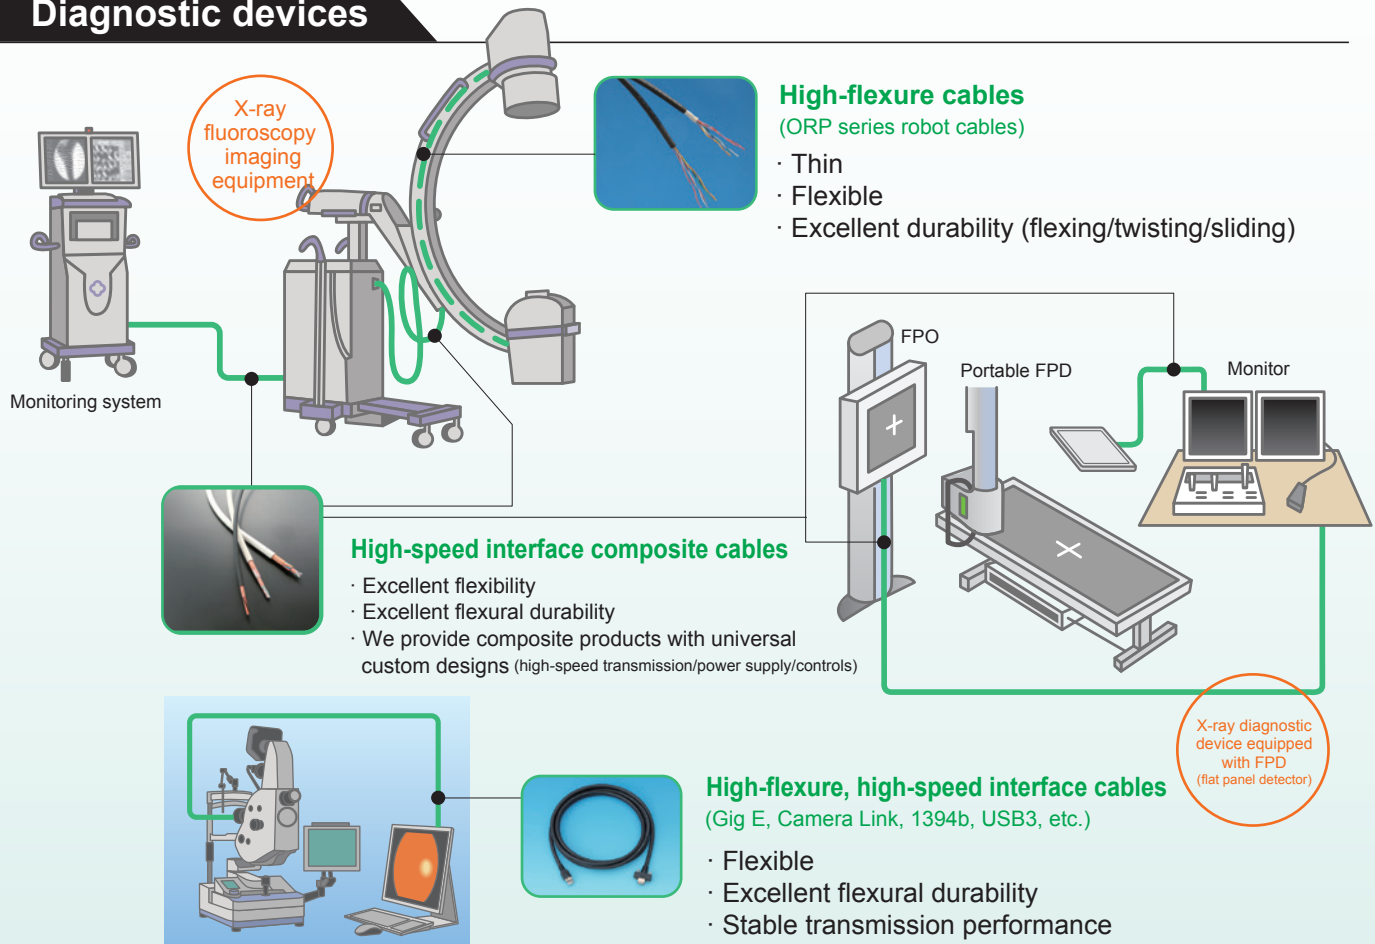 Diagnostic devices
X-ray
fluoroscopy
imaging
equipment
Monitoring system
High-flexure cables
(ORP series robot cables)
· Thin
· Flexible
· Excellent durability (flexing/twisting/sliding)
FPO
Portable FPD
Monitor
High-speed interface composite cables
· Excellent flexibility
· Excellent flexural durability
· We provide composite products with universal
custom designs (high-speed transmission/power supply/controls)
X-ray diagnostic
device equipped
with FPD
(flat panel detector)
High-flexure, high-speed interface cables
(Gig E, Camera Link, 1394b, USB3, etc.)
· Flexible
· Excellent flexural durability
· Stable transmission performance